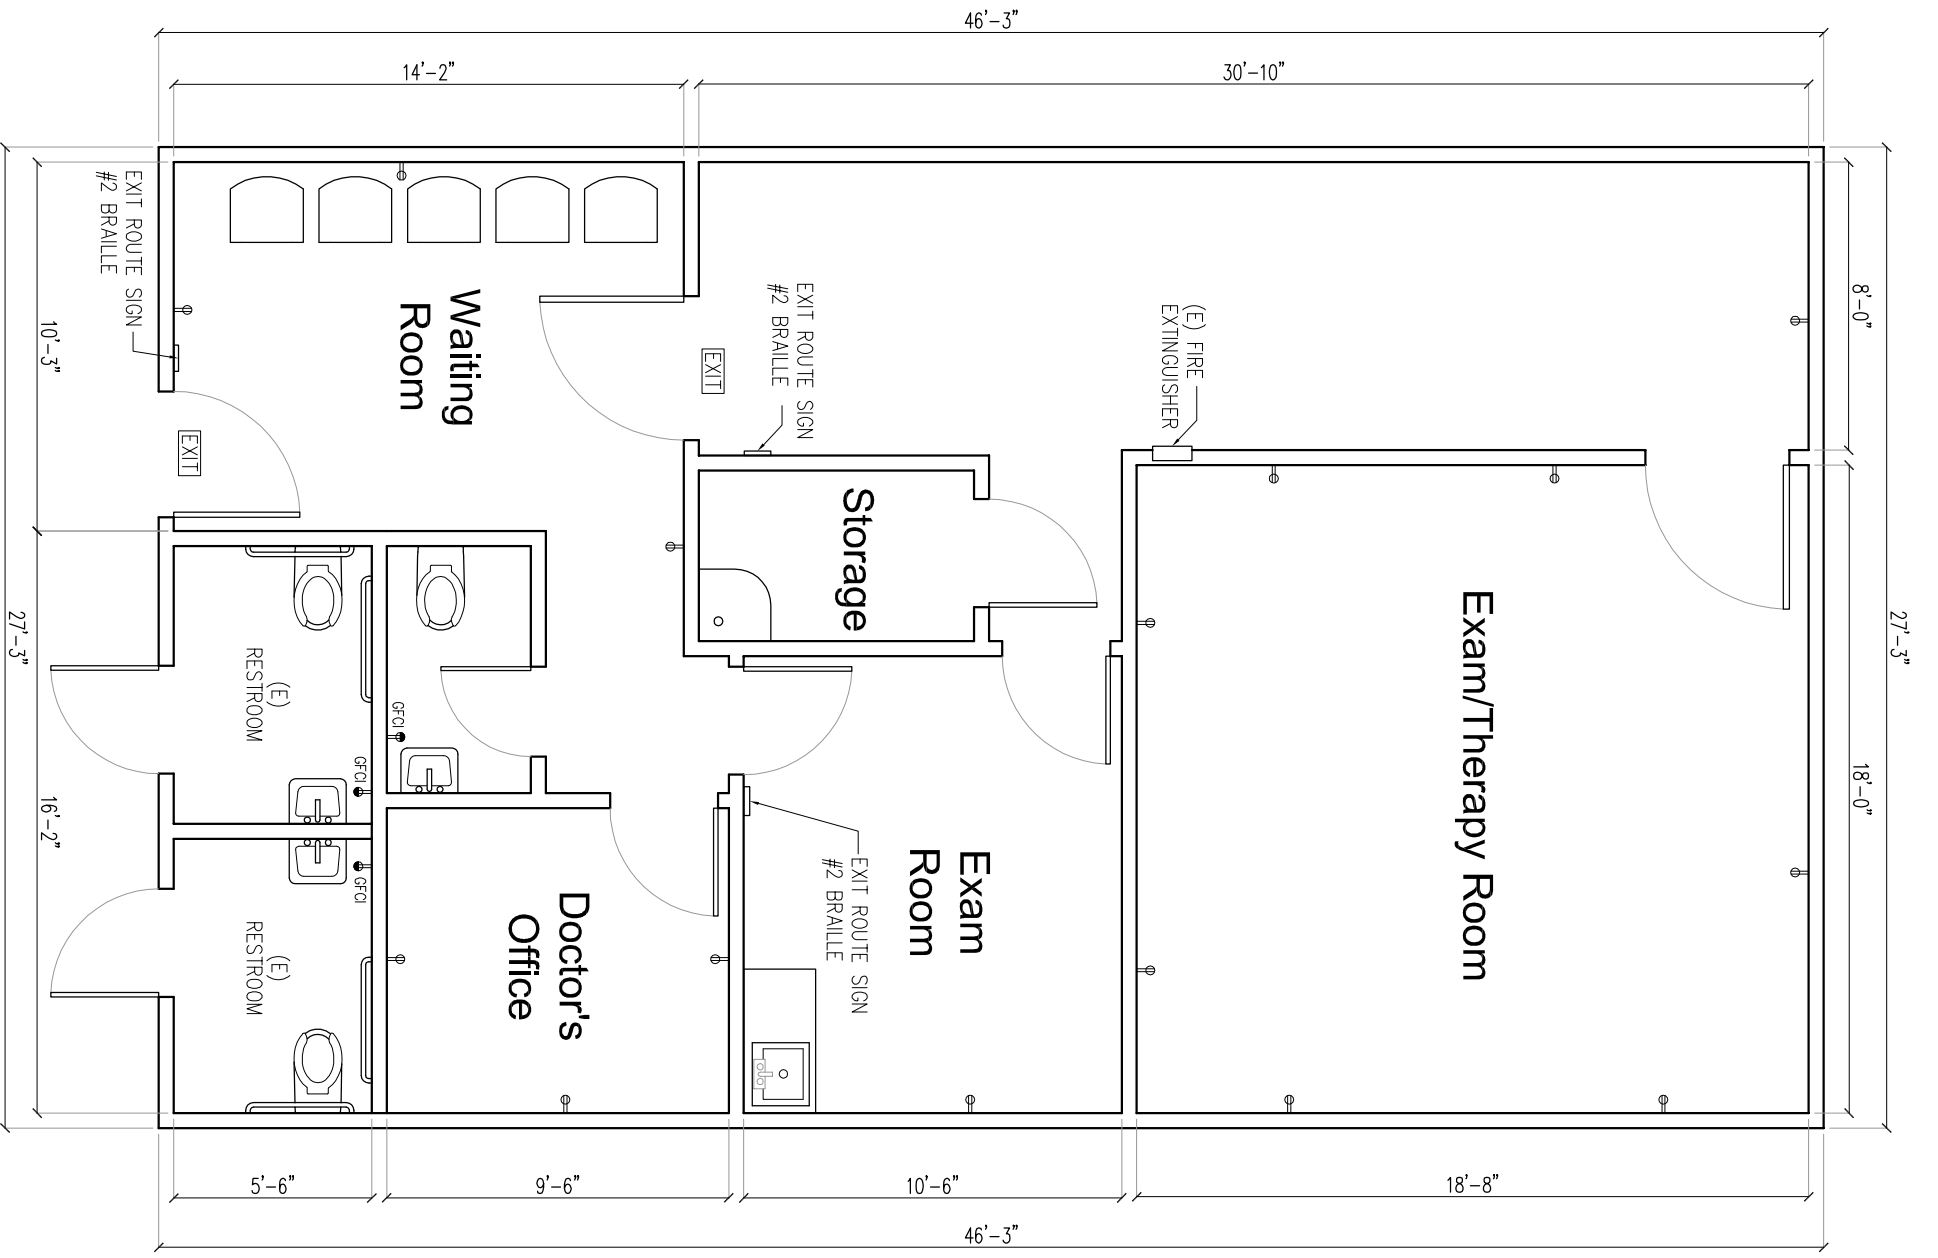 46'-3"
14'-2"
30'-10"
EXIT ROUTE SIGN
#2 BRAILLE
10'-3"
EXIT
Waiting
Room
EXIT
EXIT ROUTE SIGN
#2 BRAILLE
(E) FIRE
EXTINGUISHER
8'-0"
27'-3"
18'-0"
Storage
Exam/Therapy Room
27'-3"
16'-2"
(E)
RESTROOM
GFCI
GFCI
GFCI
(E)
RESTROOM
Doctor's
Office
Exam
Room
EXIT ROUTE SIGN
#2 BRAILLE
5'-6"
9'-6"
10'-6"
18'-8"
46'-3"